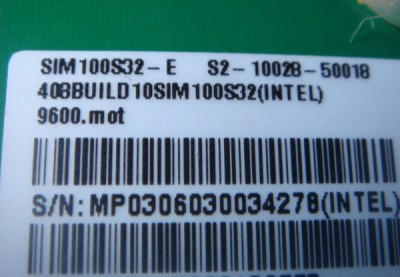 SIM100S32-E S2-10028-50018
408BUILD10SIM100S32(INTEL)
9600.mot
S/N:MP0306030034278(INTEL)